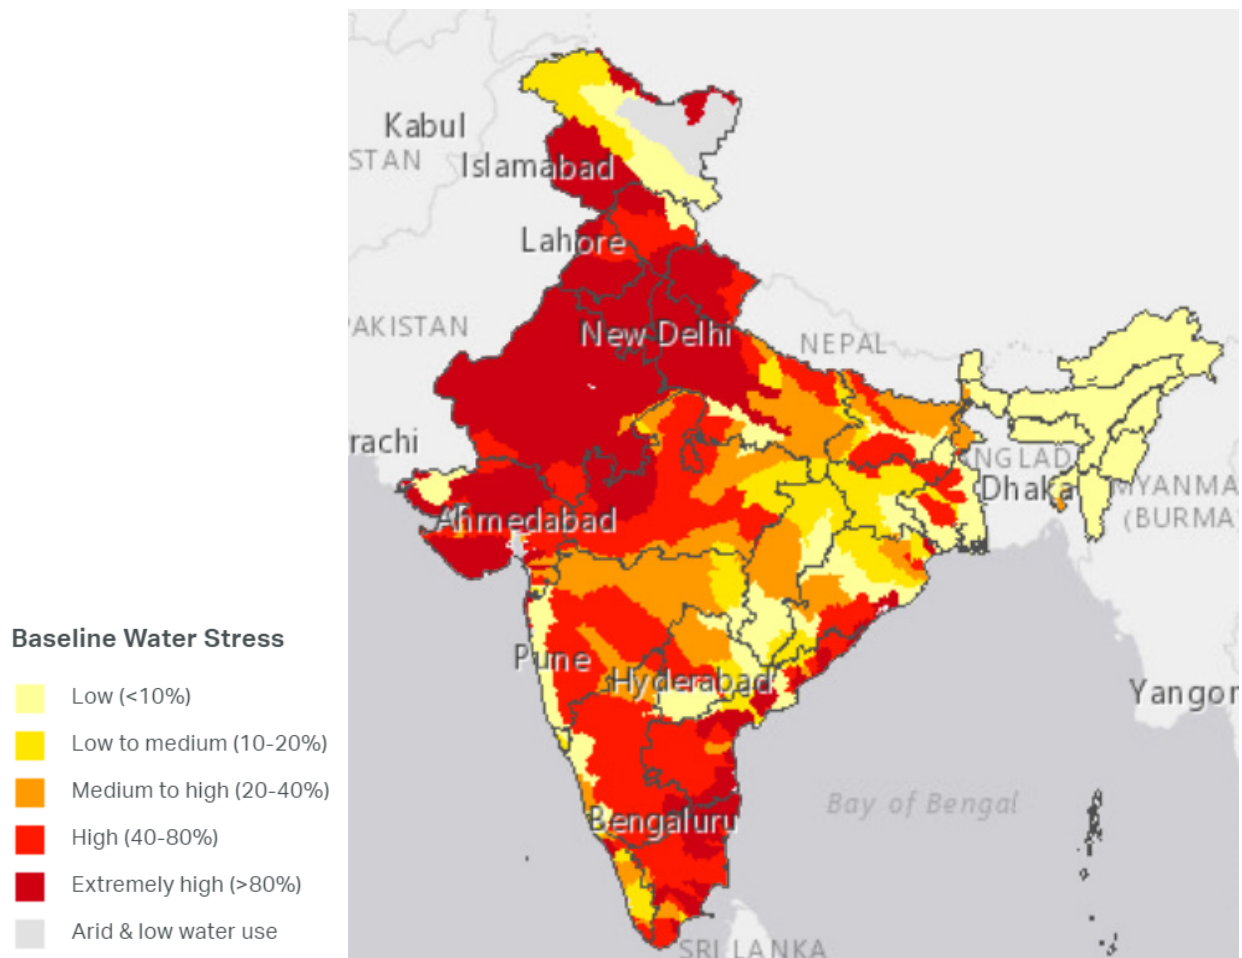 Kabul
STAN
Islamabad
Lahore
PAKISTAN
New Delhi
NEPAL
rachi
NGLAD
Dhaka
MYANMA
(BURMA)
Ahmedabad
Baseline Water Stress
Low (<10%)
Low to medium (10-20%)
Medium to high (20-40%)
High (40-80%)
Extremely high (>80%)
Arid & low water use
Pune
Hyderabad
Yangor
Bay of Bengal
Bengaluru
SRI LANKA